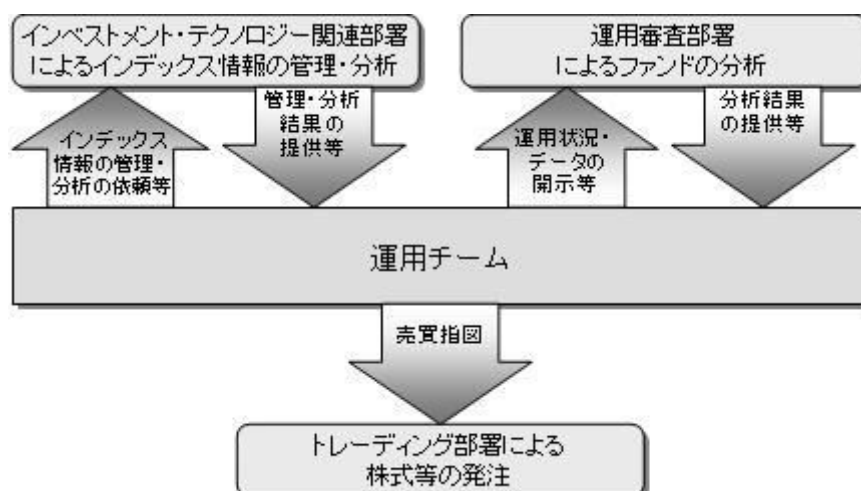 インベストメント・テクノロジー関連部署
によるインデックス情報の管理・分析
運用審査部署
によるファンドの分析
インデックス
情報の管理・
分析の依頼等
管理・分析
結果の
提供等
運用状況・
データの
開示等
分析結果
の提供等
運用チーム
売買指図
トレーディング部署による
株式等の発注